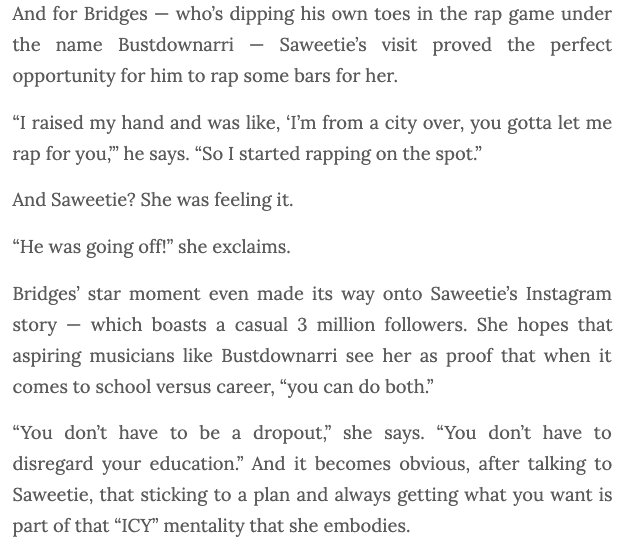 And for Bridges — who’s dipping his own toes in the rap game under
the name Bustdownarri — Saweetie’s visit proved the perfect
opportunity for him to rap some bars for her.
“I raised my hand and was like, ‘I’m from a city over, you gotta let me
rap for you,’” he says. “So I started rapping on the spot.”
And Saweetie? She was feeling it.
“He was going off!” she exclaims.
Bridges’ star moment even made its way onto Saweetie’s Instagram
story — which boasts a casual 3 million followers. She hopes that
aspiring musicians like Bustdownarri see her as proof that when it
comes to school versus career, “you can do both.”
“You don’t have to be a dropout,” she says. “You don’t have to
disregard your education.” And it becomes obvious, after talking to
Saweetie, that sticking to a plan and always getting what you want is
part of that “ICY” mentality that she embodies.